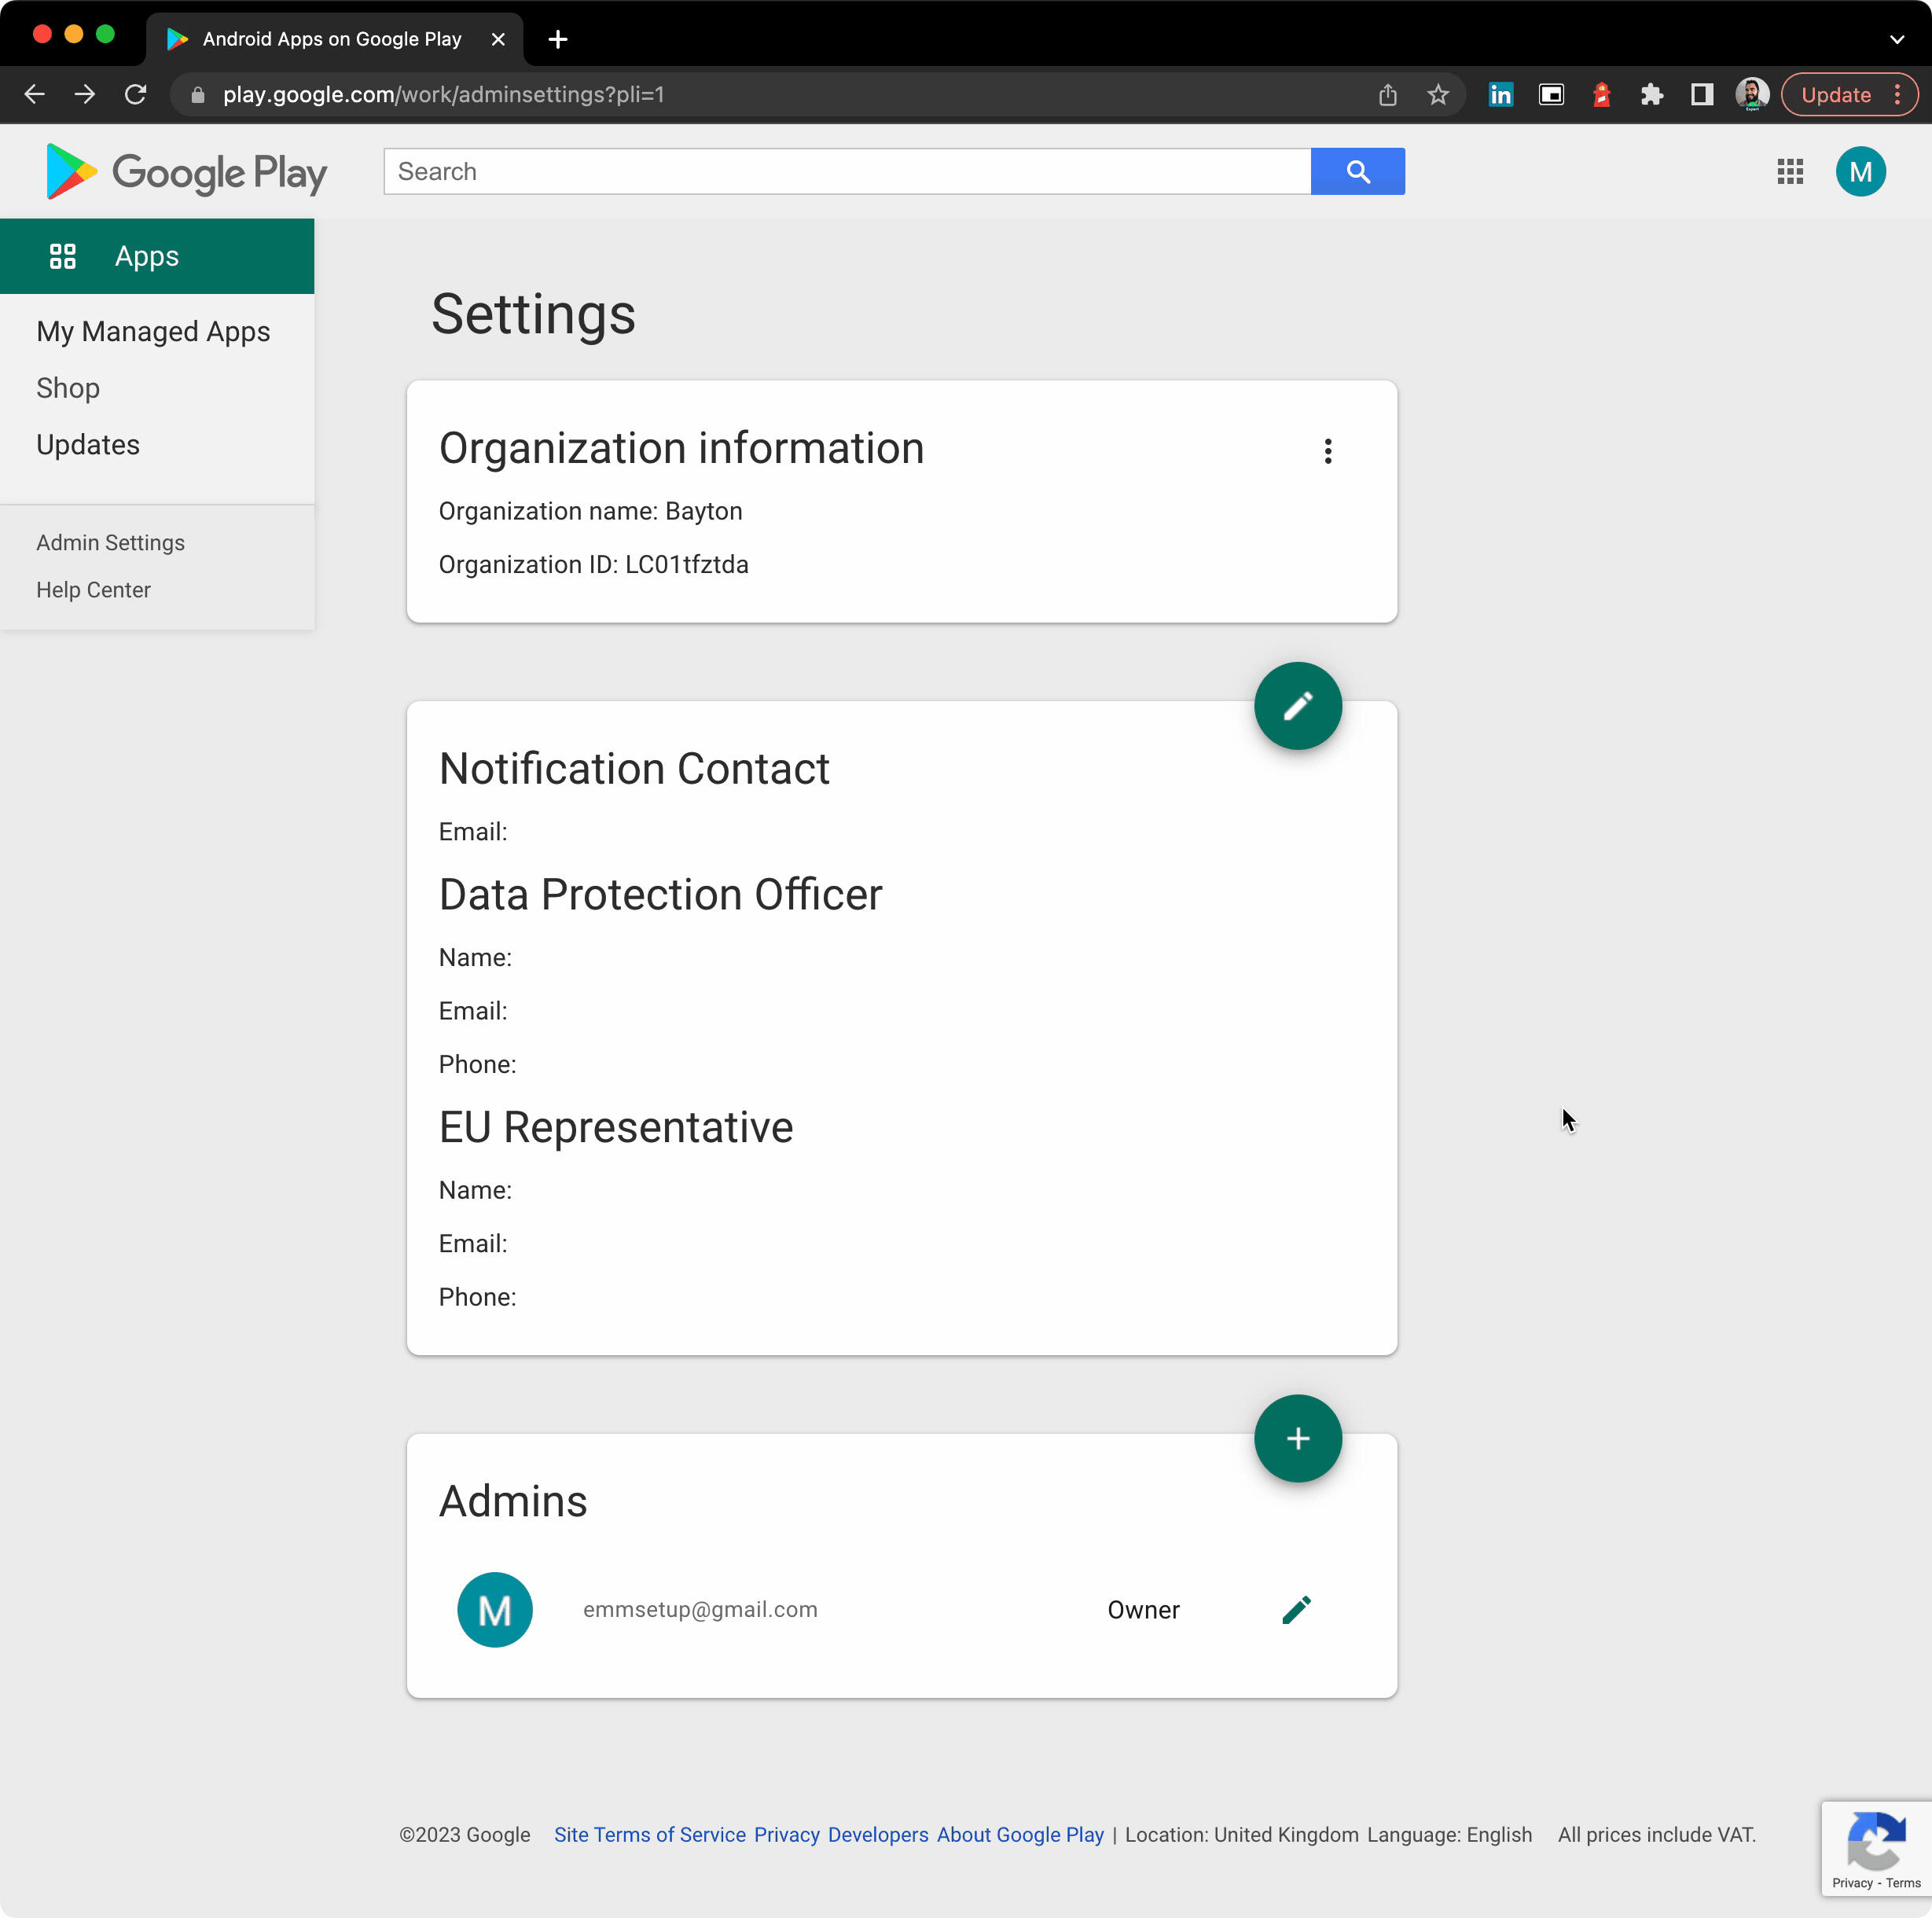 Android Apps on Google Play
play.google.com/work/adminsettings?pli=1
Update
Google Play
Search
M
Apps
My Managed Apps
Shop
Updates
Admin Settings
Help Center
Settings
Organization information
Organization name: Bayton
Organization ID: LC01tfztda
Notification Contact
Email:
Data Protection Officer
Name:
Email:
Phone:
EU Representative
Name:
Email:
Phone:
Admins
M emmsetup@gmail.com Owner
©2023 Google Site Terms of Service Privacy Developers About Google Play | Location: United Kingdom Language: English All prices include VAT.
Privacy - Terms